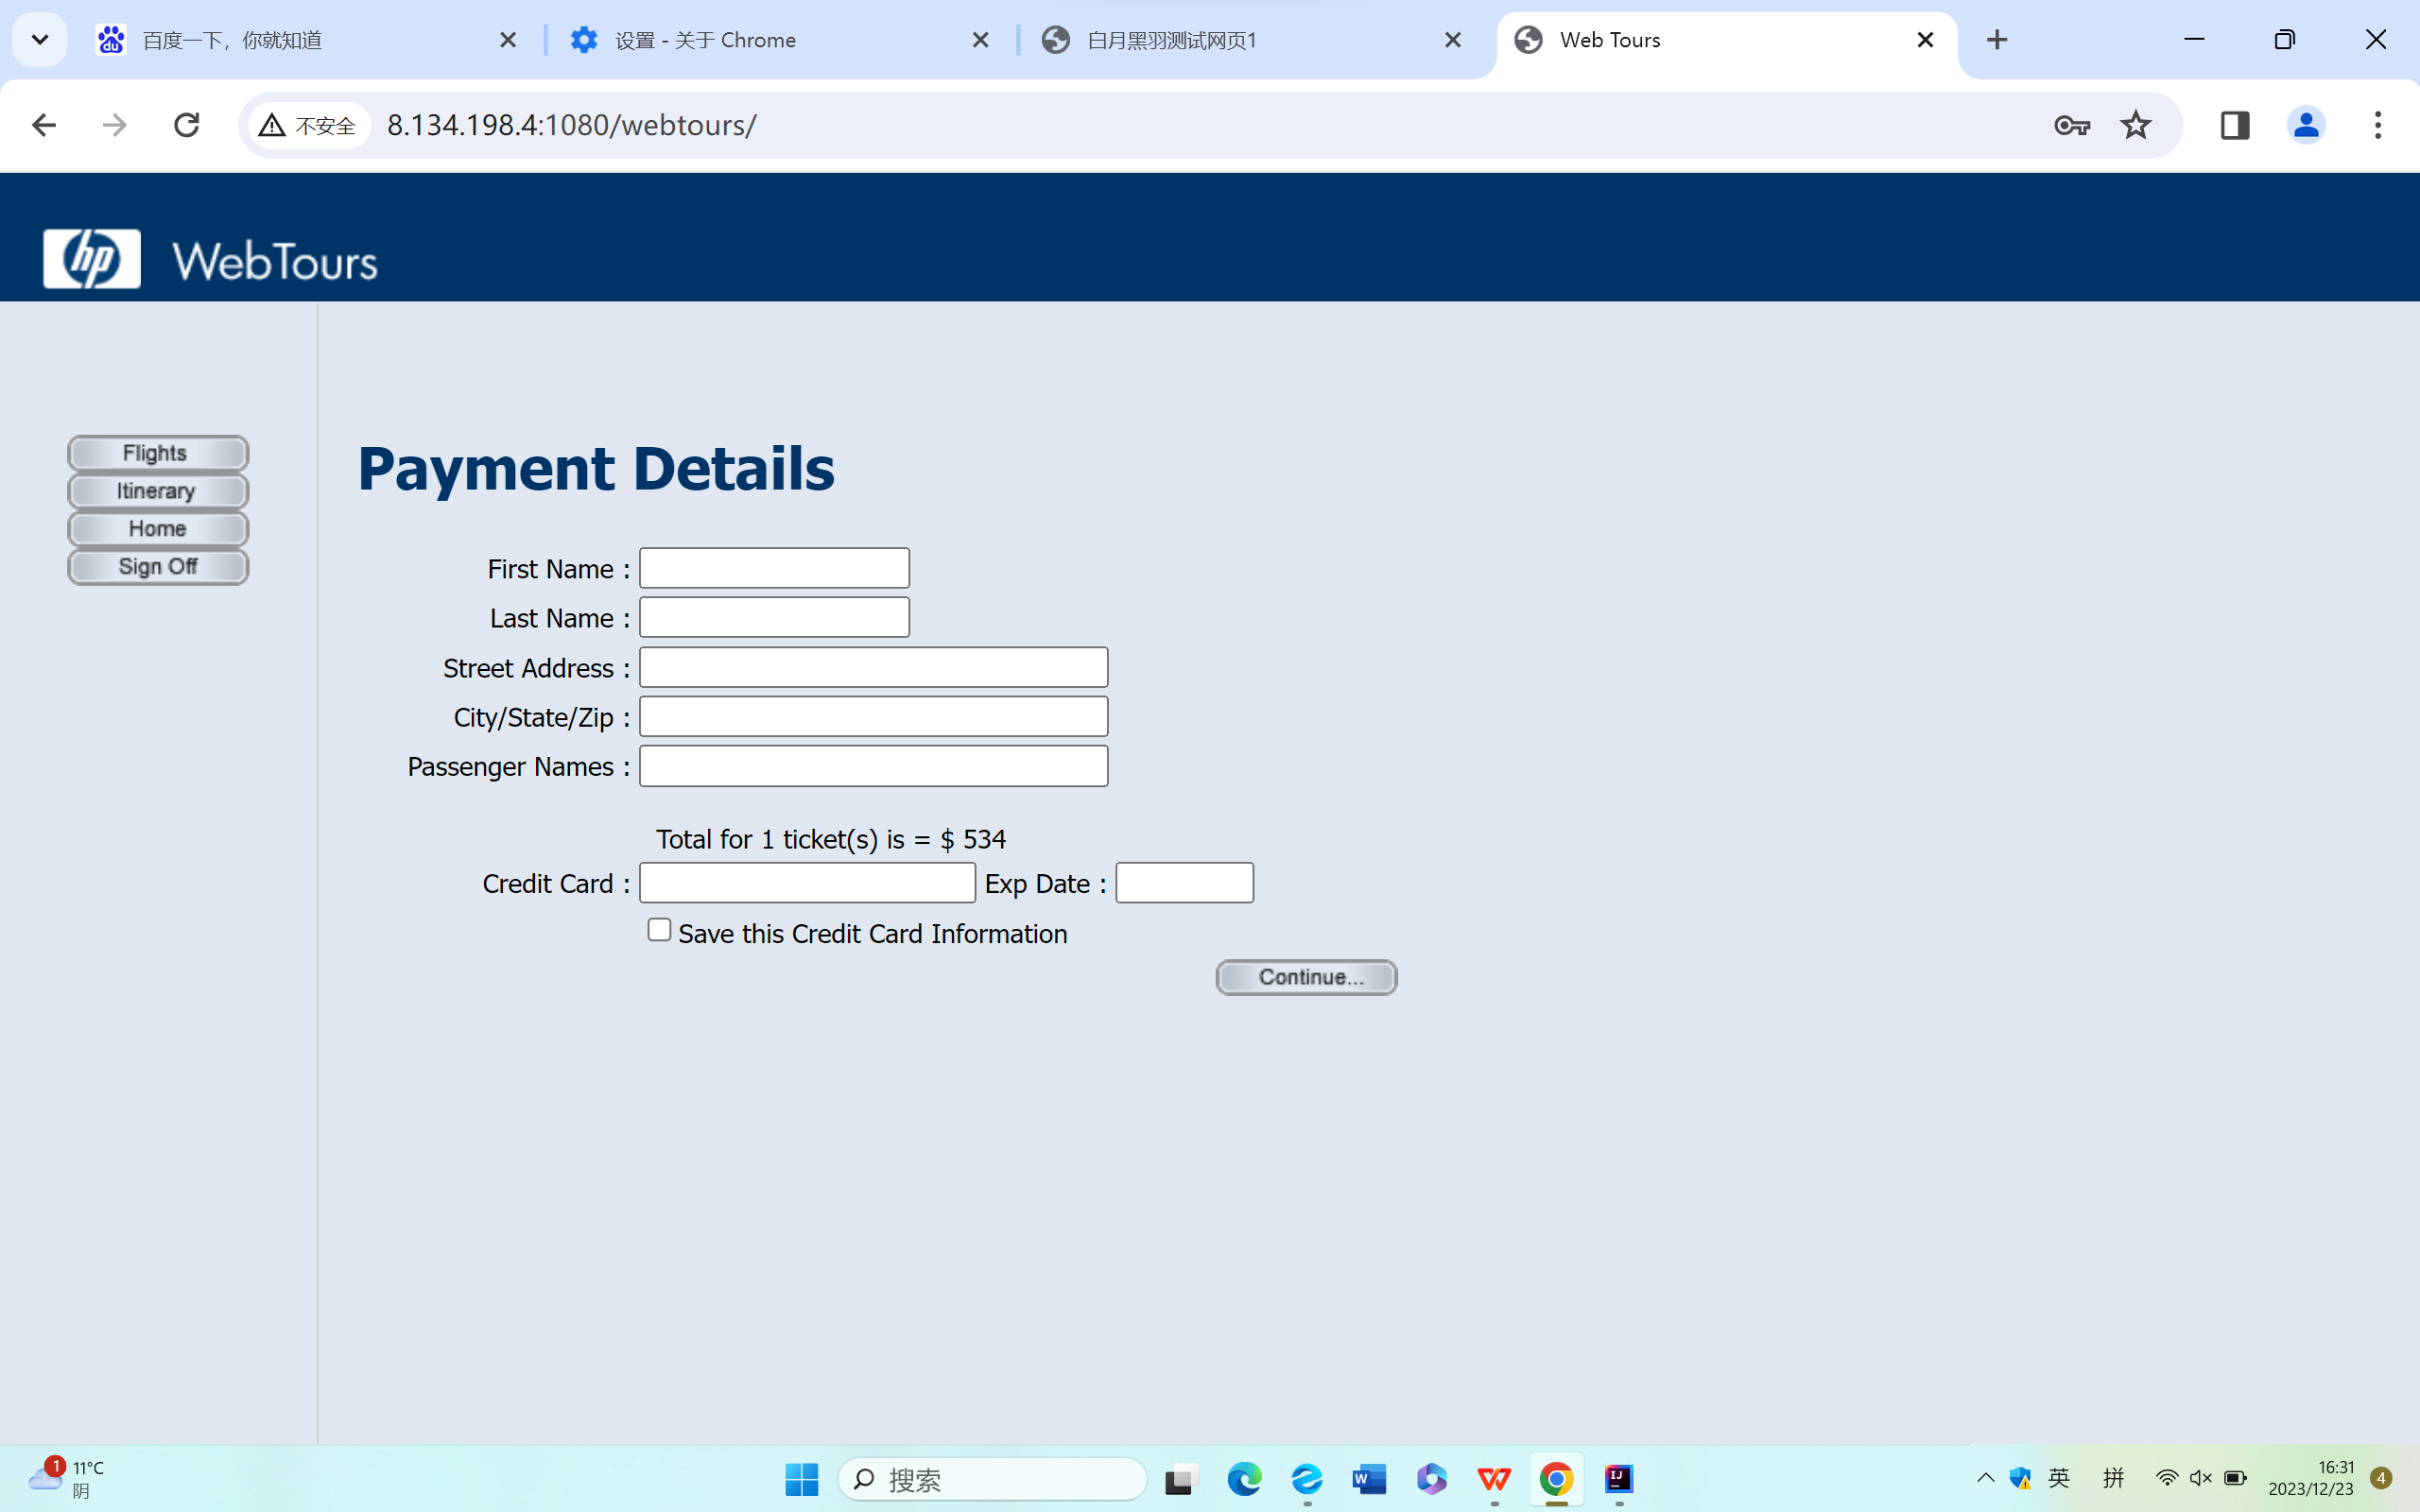 百度一下，你就知道
设置 - 关于 Chrome
白月黑羽测试网页1
Web Tours
不安全
8.134.198.4:1080/webtours/
hp WebTours
Flights
Itinerary
Home
Sign Off
Payment Details
First Name :
Last Name :
Street Address :
City/State/Zip :
Passenger Names :
Total for 1 ticket(s) is = $ 534
Credit Card : Exp Date :
Save this Credit Card Information
Continue...
1
11°C
阴
搜索
英
拼
16:31
2023/12/23
4